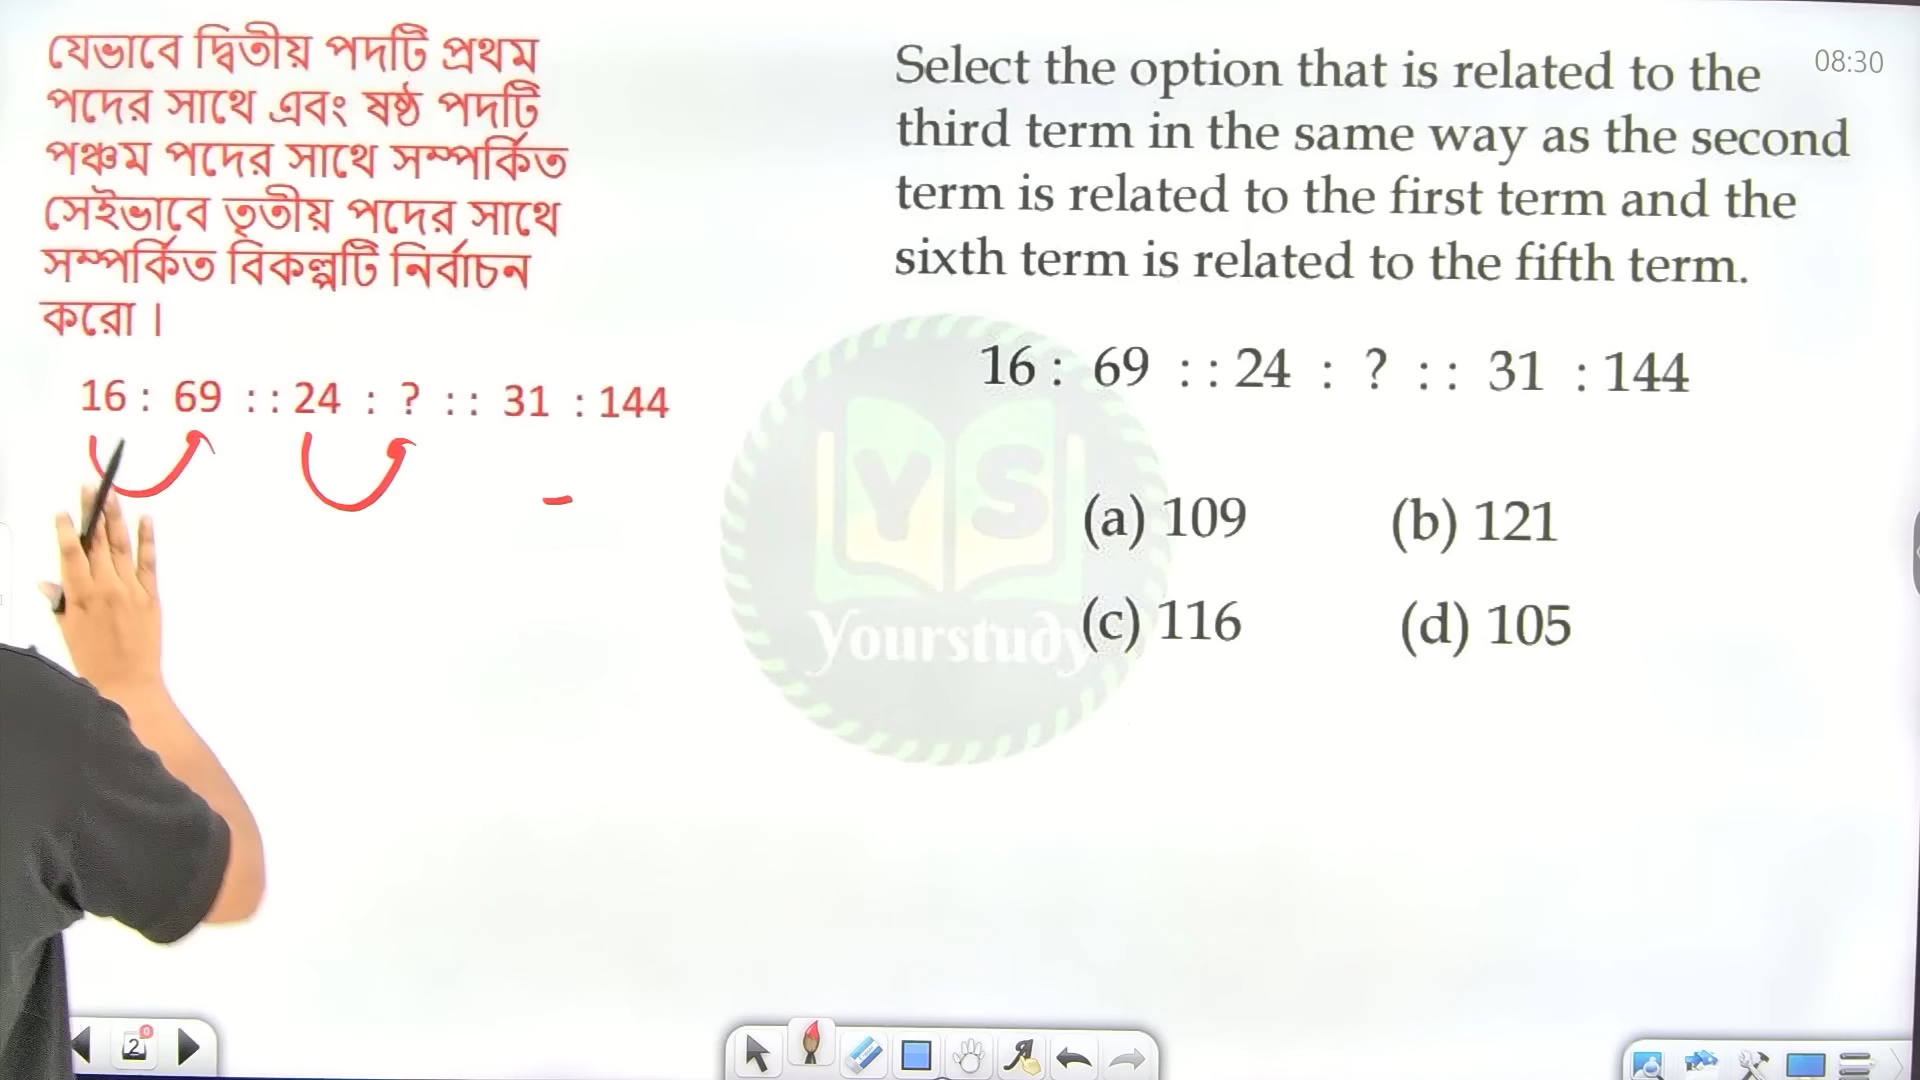 যেভাবে দ্বিতীয় পদটি প্রথম
পদের সাথে এবং ষষ্ঠ পদটি
পঞ্চম পদের সাথে সম্পর্কিত
সেইভাবে তৃতীয় পদের সাথে
সম্পর্কিত বিকল্পটি নির্বাচন
করো ।
16 : 69 :: 24 : ? :: 31 : 144
08:30
Select the option that is related to the
third term in the same way as the second
term is related to the first term and the
sixth term is related to the fifth term.
16 : 69 :: 24 : ? :: 31 : 144
(a) 109 (b) 121
(c) 116 (d) 105
YS
Yourstudy
2
0